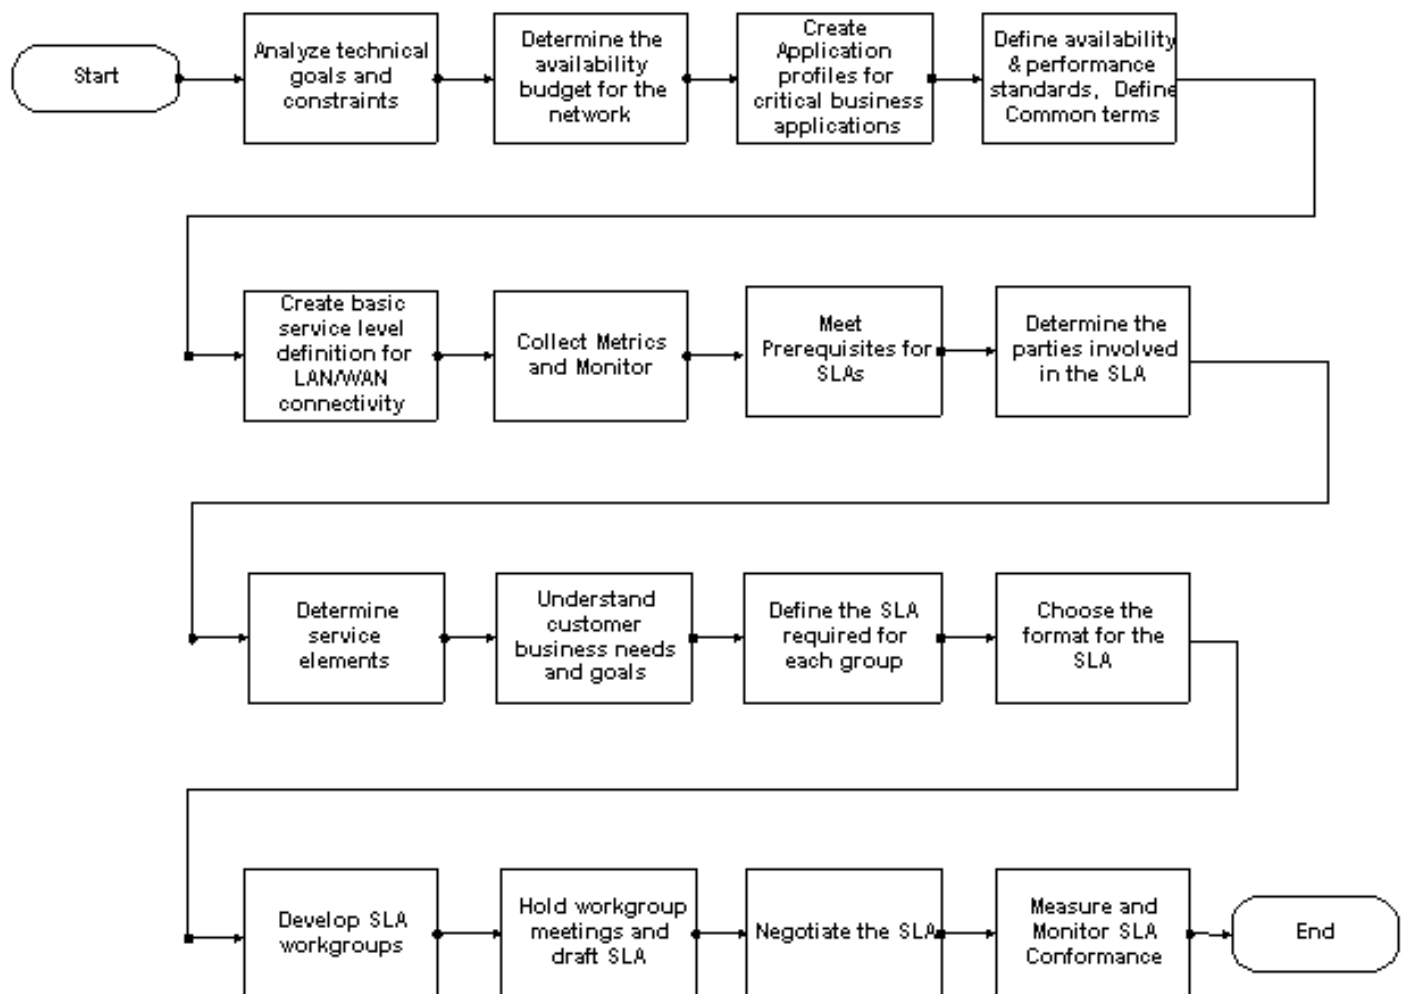 Start
Analyze technical
goals and
constraints
Determine the
availability
budget for the
network
Create
Application
profiles for
critical business
applications
Define availability
& performance
standards, Define
Common terms
Create basic
service level
definition for
LAN/WAN
connectivity
Collect Metrics
and Monitor
Meet
Prerequisites for
SLAs
Determine the
parties involved
in the SLA
Determine
service
elements
Understand
customer
business needs
and goals
Define the SLA
required for
each group
Choose the
format for the
SLA
Develop SLA
workgroups
Hold workgroup
meetings and
draft SLA
Negotiate the SLA
Measure and
Monitor SLA
Conformance
End